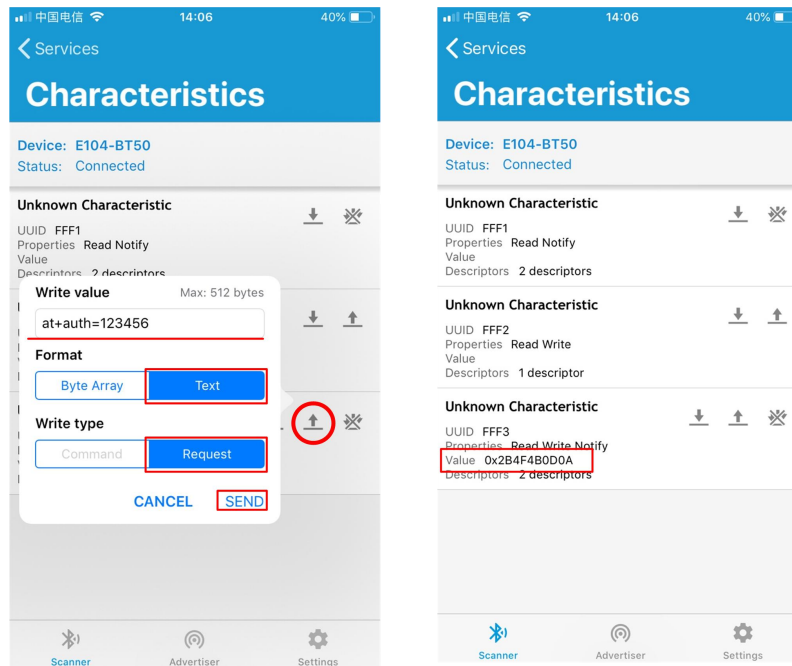 中国电信 14:06 40%
Services
Characteristics
Device: E104-BT50
Status: Connected
Unknown Characteristic
UUID FFF1
Properties Read Notify
Value
Descriptors 2 descriptors
Write value Max: 512 bytes
at+auth=123456
Format
Byte Array Text
Write type
Command Request
CANCEL SEND
Scanner Advertiser Settings
中国电信 14:06 40%
Services
Characteristics
Device: E104-BT50
Status: Connected
Unknown Characteristic
UUID FFF1
Properties Read Notify
Value
Descriptors 2 descriptors
Unknown Characteristic
UUID FFF2
Properties Read Write
Value
Descriptors 1 descriptor
Unknown Characteristic
UUID FFF3
Properties Read Write Notify
Value 0x2B4F4B0D0A
Descriptors 2 descriptors
Scanner Advertiser Settings